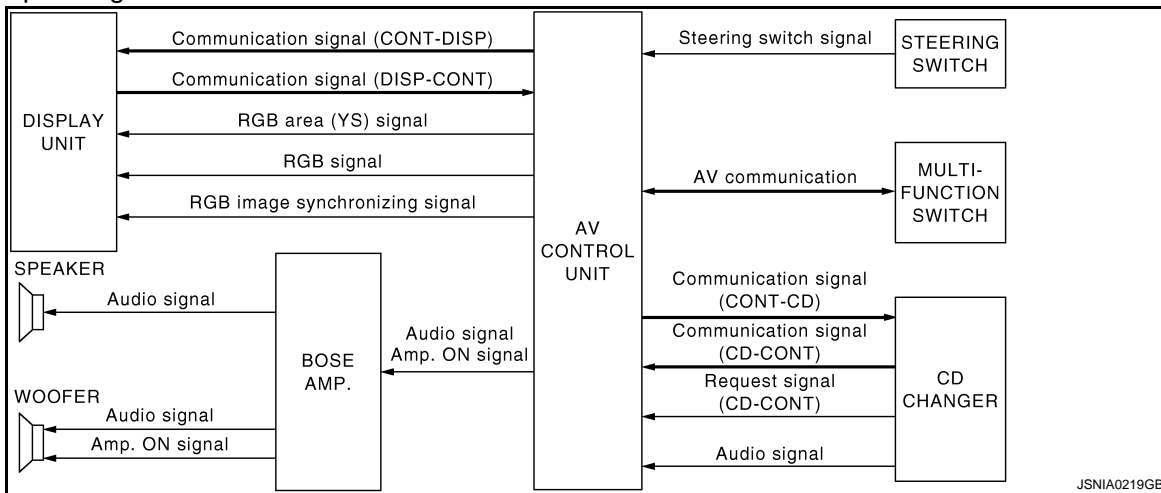 Communication signal (CONT-DISP)
Communication signal (DISP-CONT)
RGB area (YS) signal
RGB signal
RGB image synchronizing signal
DISPLAY
UNIT
SPEAKER
Audio signal
WOOFER
Audio signal
Amp. ON signal
BOSE
AMP.
Audio signal
Amp. ON signal
AV
CONTROL
UNIT
Steering switch signal
STEERING
SWITCH
AV communication
MULTI-
FUNCTION
SWITCH
Communication signal
(CONT-CD)
Communication signal
(CD-CONT)
Request signal
(CD-CONT)
Audio signal
CD
CHANGER
JSNIA0219GB